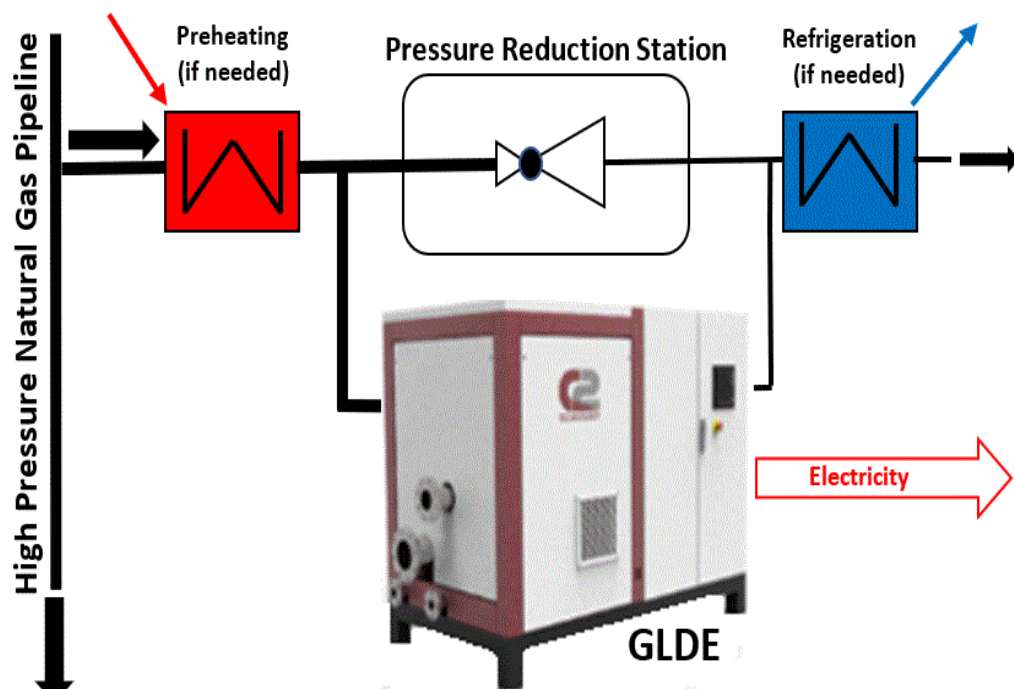 High Pressure Natural Gas Pipeline
Preheating
(if needed)
Pressure Reduction Station
Refrigeration
(if needed)
Electricity
GLDE